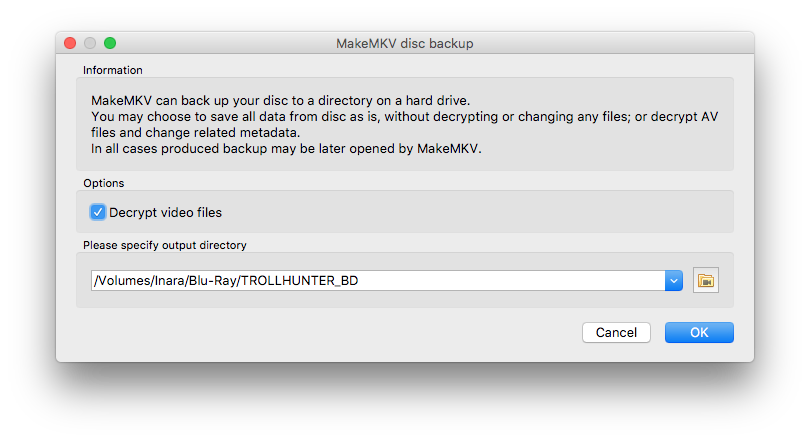 MakeMKV disc backup
Information
MakeMKV can back up your disc to a directory on a hard drive.
You may choose to save all data from disc as is, without decrypting or changing any files; or decrypt AV
files and change related metadata.
In all cases produced backup may be later opened by MakeMKV.
Options
Decrypt video files
Please specify output directory
/Volumes/Inara/Blu-Ray/TROLLHUNTER_BD
Cancel
OK